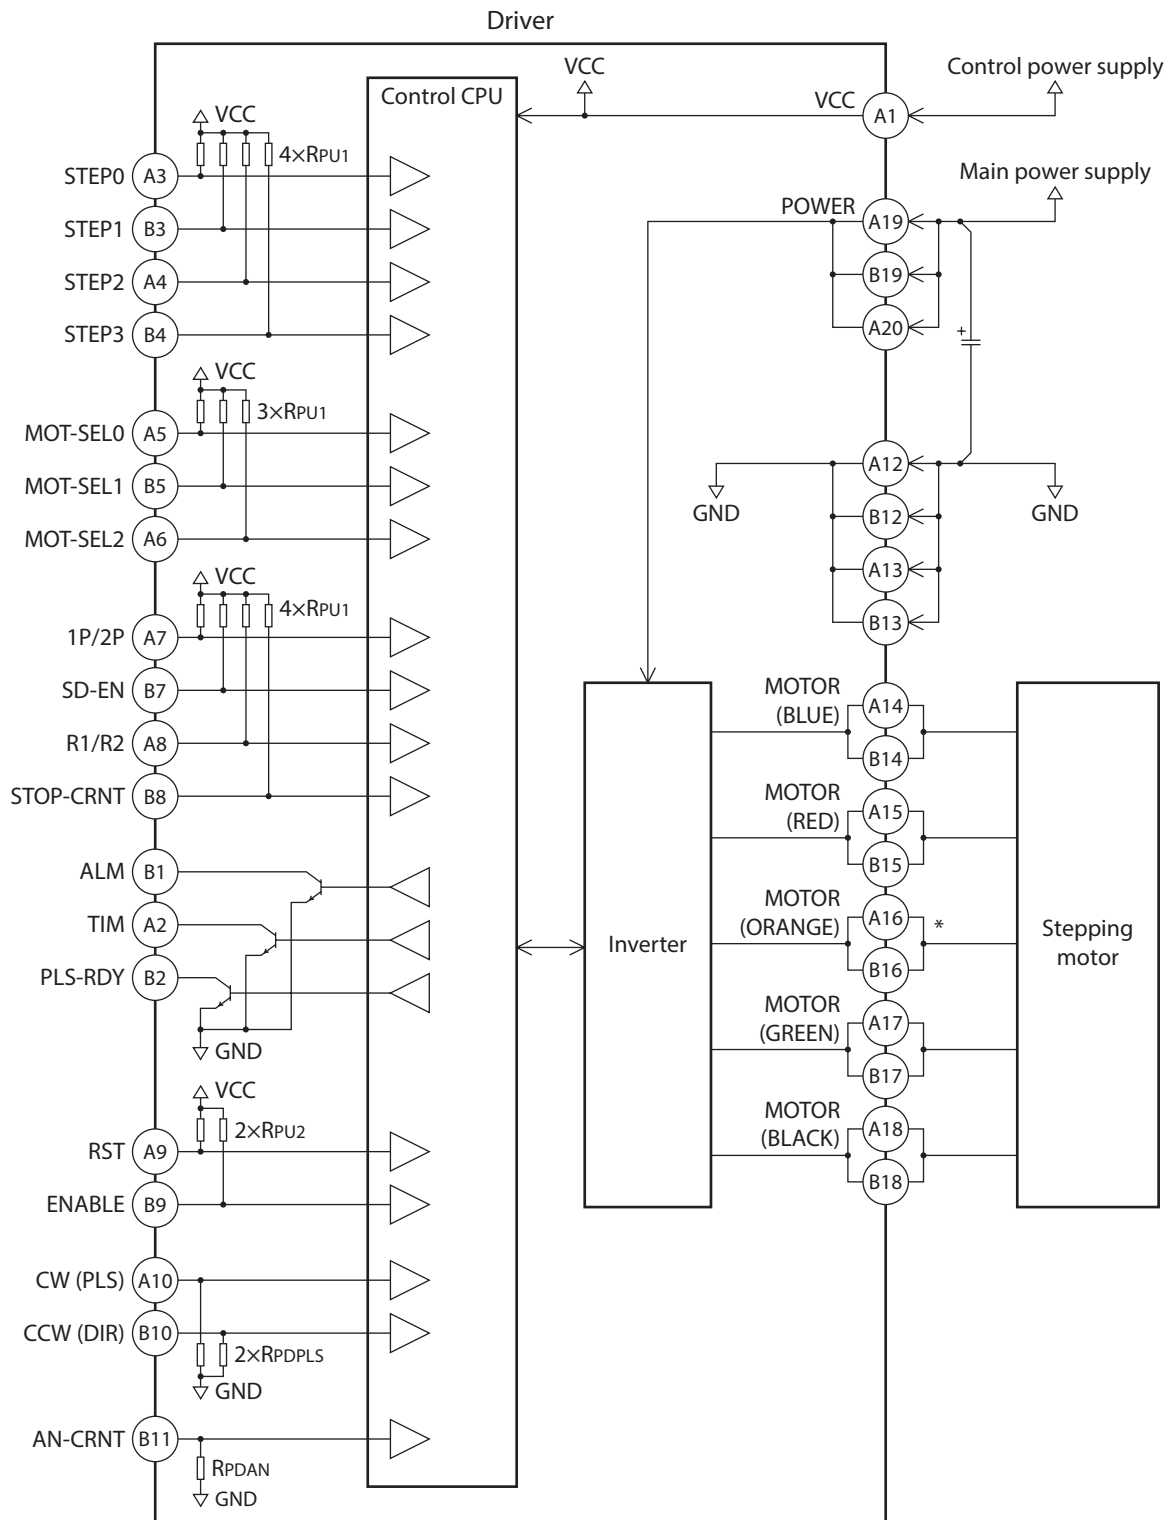 Driver
Control CPU
VCC
STEP0 A3
4×RPU1
STEP1 B3
STEP2 A4
STEP3 B4
VCC
MOT-SEL0 A5
3×RPU1
MOT-SEL1 B5
MOT-SEL2 A6
VCC
1P/2P A7
4×RPU1
SD-EN B7
R1/R2 A8
STOP-CRNT B8
ALM B1
TIM A2
PLS-RDY B2
GND
VCC
RST A9
2×RPU2
ENABLE B9
CW (PLS) A10
CCW (DIR) B10
2×RPDPLS
GND
AN-CRNT B11
RPDAN
GND
VCC
VCC
A1
Control power supply
Main power supply
POWER
A19
B19
A20
+
A12
GND
GND
B12
A13
B13
Inverter
MOTOR
(BLUE)
A14
B14
MOTOR
(RED)
A15
B15
MOTOR
(ORANGE)
A16
*
B16
MOTOR
(GREEN)
A17
B17
MOTOR
(BLACK)
A18
B18
Stepping
motor